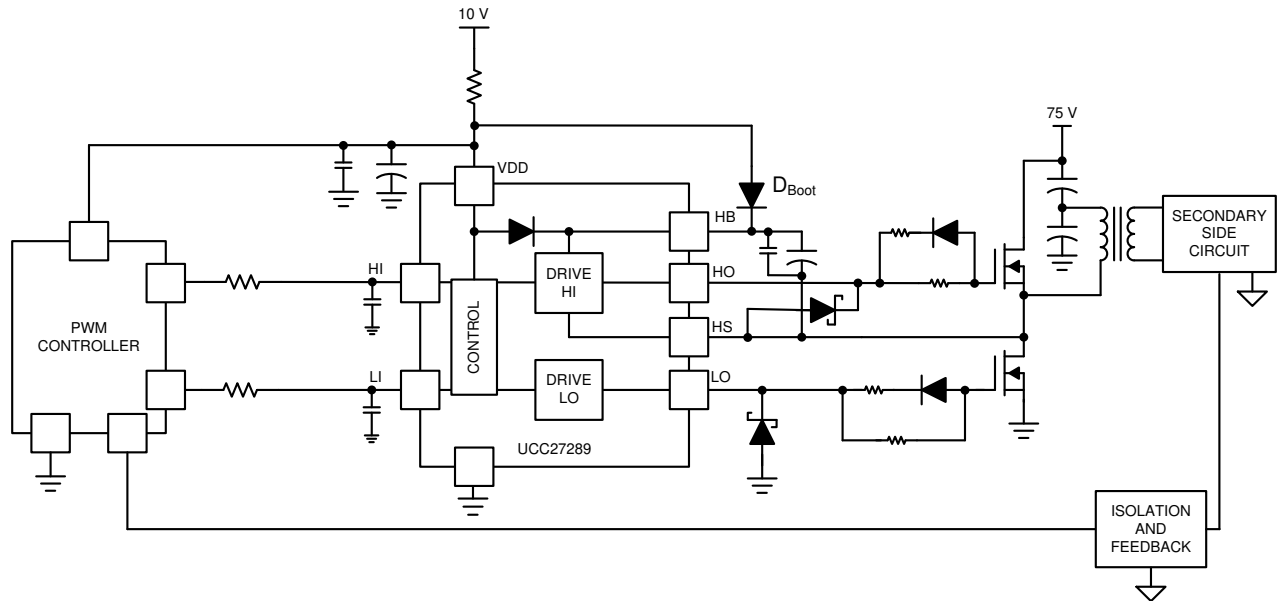 10 V
75 V
VDD
D_Boot
HB
SECONDARY
SIDE
CIRCUIT
HI
DRIVE
HI
HO
PWM
CONTROLLER
CONTROL
HS
LI
DRIVE
LO
LO
UCC27289
ISOLATION
AND
FEEDBACK